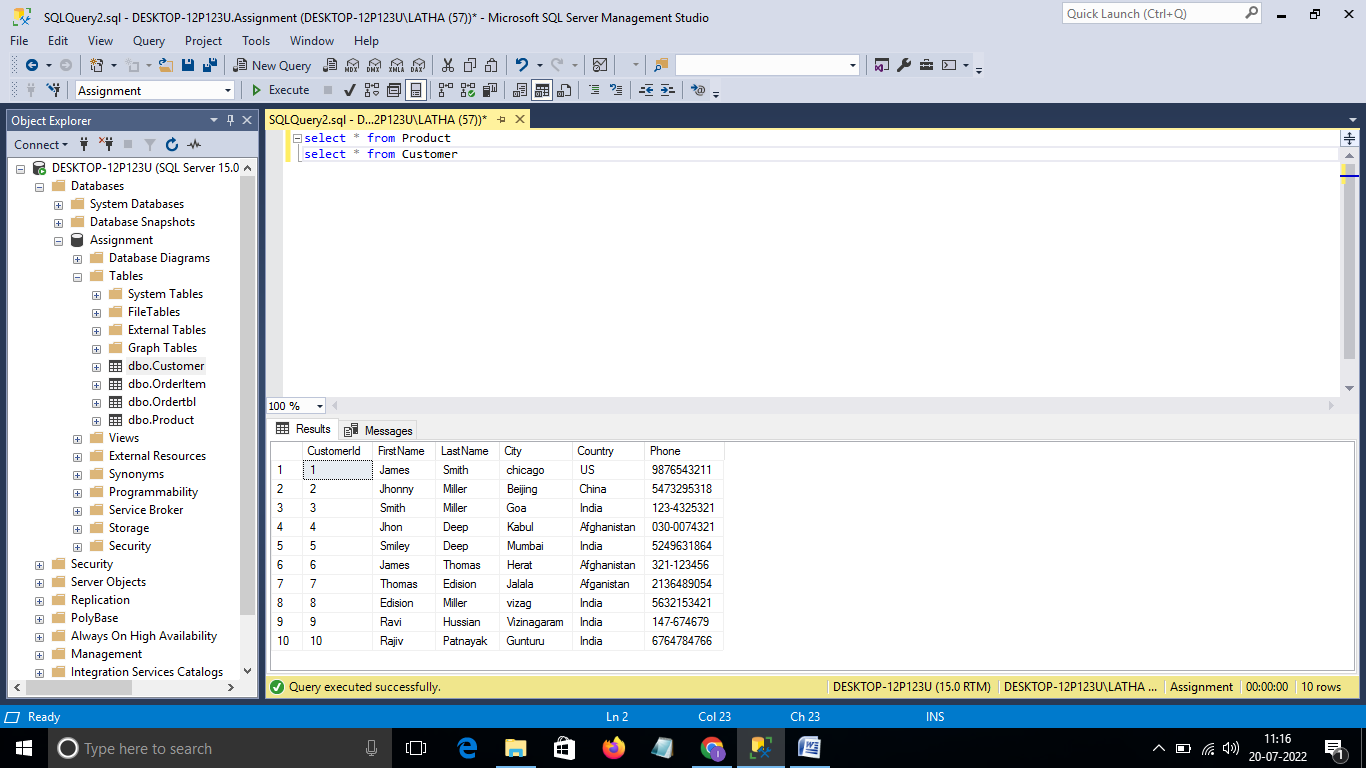 SQLQuery2.sql - DESKTOP-12P123U.Assignment (DESKTOP-12P123U\LATHA (57))* - Microsoft SQL Server Management Studio
Quick Launch (Ctrl+Q)
File Edit View Query Project Tools Window Help
New Query MDX DMX XMLA DAX
Assignment Execute
Object Explorer
SQLQuery2.sql - D...2P123U\LATHA (57))*
Connect
select * from Product
select * from Customer
DESKTOP-12P123U (SQL Server 15.0
Databases
System Databases
Database Snapshots
Assignment
Database Diagrams
Tables
System Tables
FileTables
External Tables
Graph Tables
dbo.Customer
dbo.OrderItem
dbo.Ordertbl
dbo.Product
Views
External Resources
Synonyms
Programmability
Service Broker
Storage
Security
Security
Server Objects
Replication
PolyBase
Always On High Availability
Management
Integration Services Catalogs
100 %
Results Messages
CustomerId FirstName LastName City Country Phone
1 1 James Smith chicago US 9876543211
2 2 Jhonny Miller Beijing China 5473295318
3 3 Smith Miller Goa India 123-4325321
4 4 Jhon Deep Kabul Afghanistan 030-0074321
5 5 Smiley Deep Mumbai India 5249631864
6 6 James Thomas Herat Afghanistan 321-123456
7 7 Thomas Edision Jalala Afganistan 2136489054
8 8 Edision Miller vizag India 5632153421
9 9 Ravi Hussian Vizinagaram India 147-674679
10 10 Rajiv Patnayak Gunturu India 6764784766
Query executed successfully. DESKTOP-12P123U (15.0 RTM) DESKTOP-12P123U\LATHA ... Assignment 00:00:00 10 rows
Ready Ln 2 Col 23 Ch 23 INS
Type here to search
11:16
20-07-2022
1